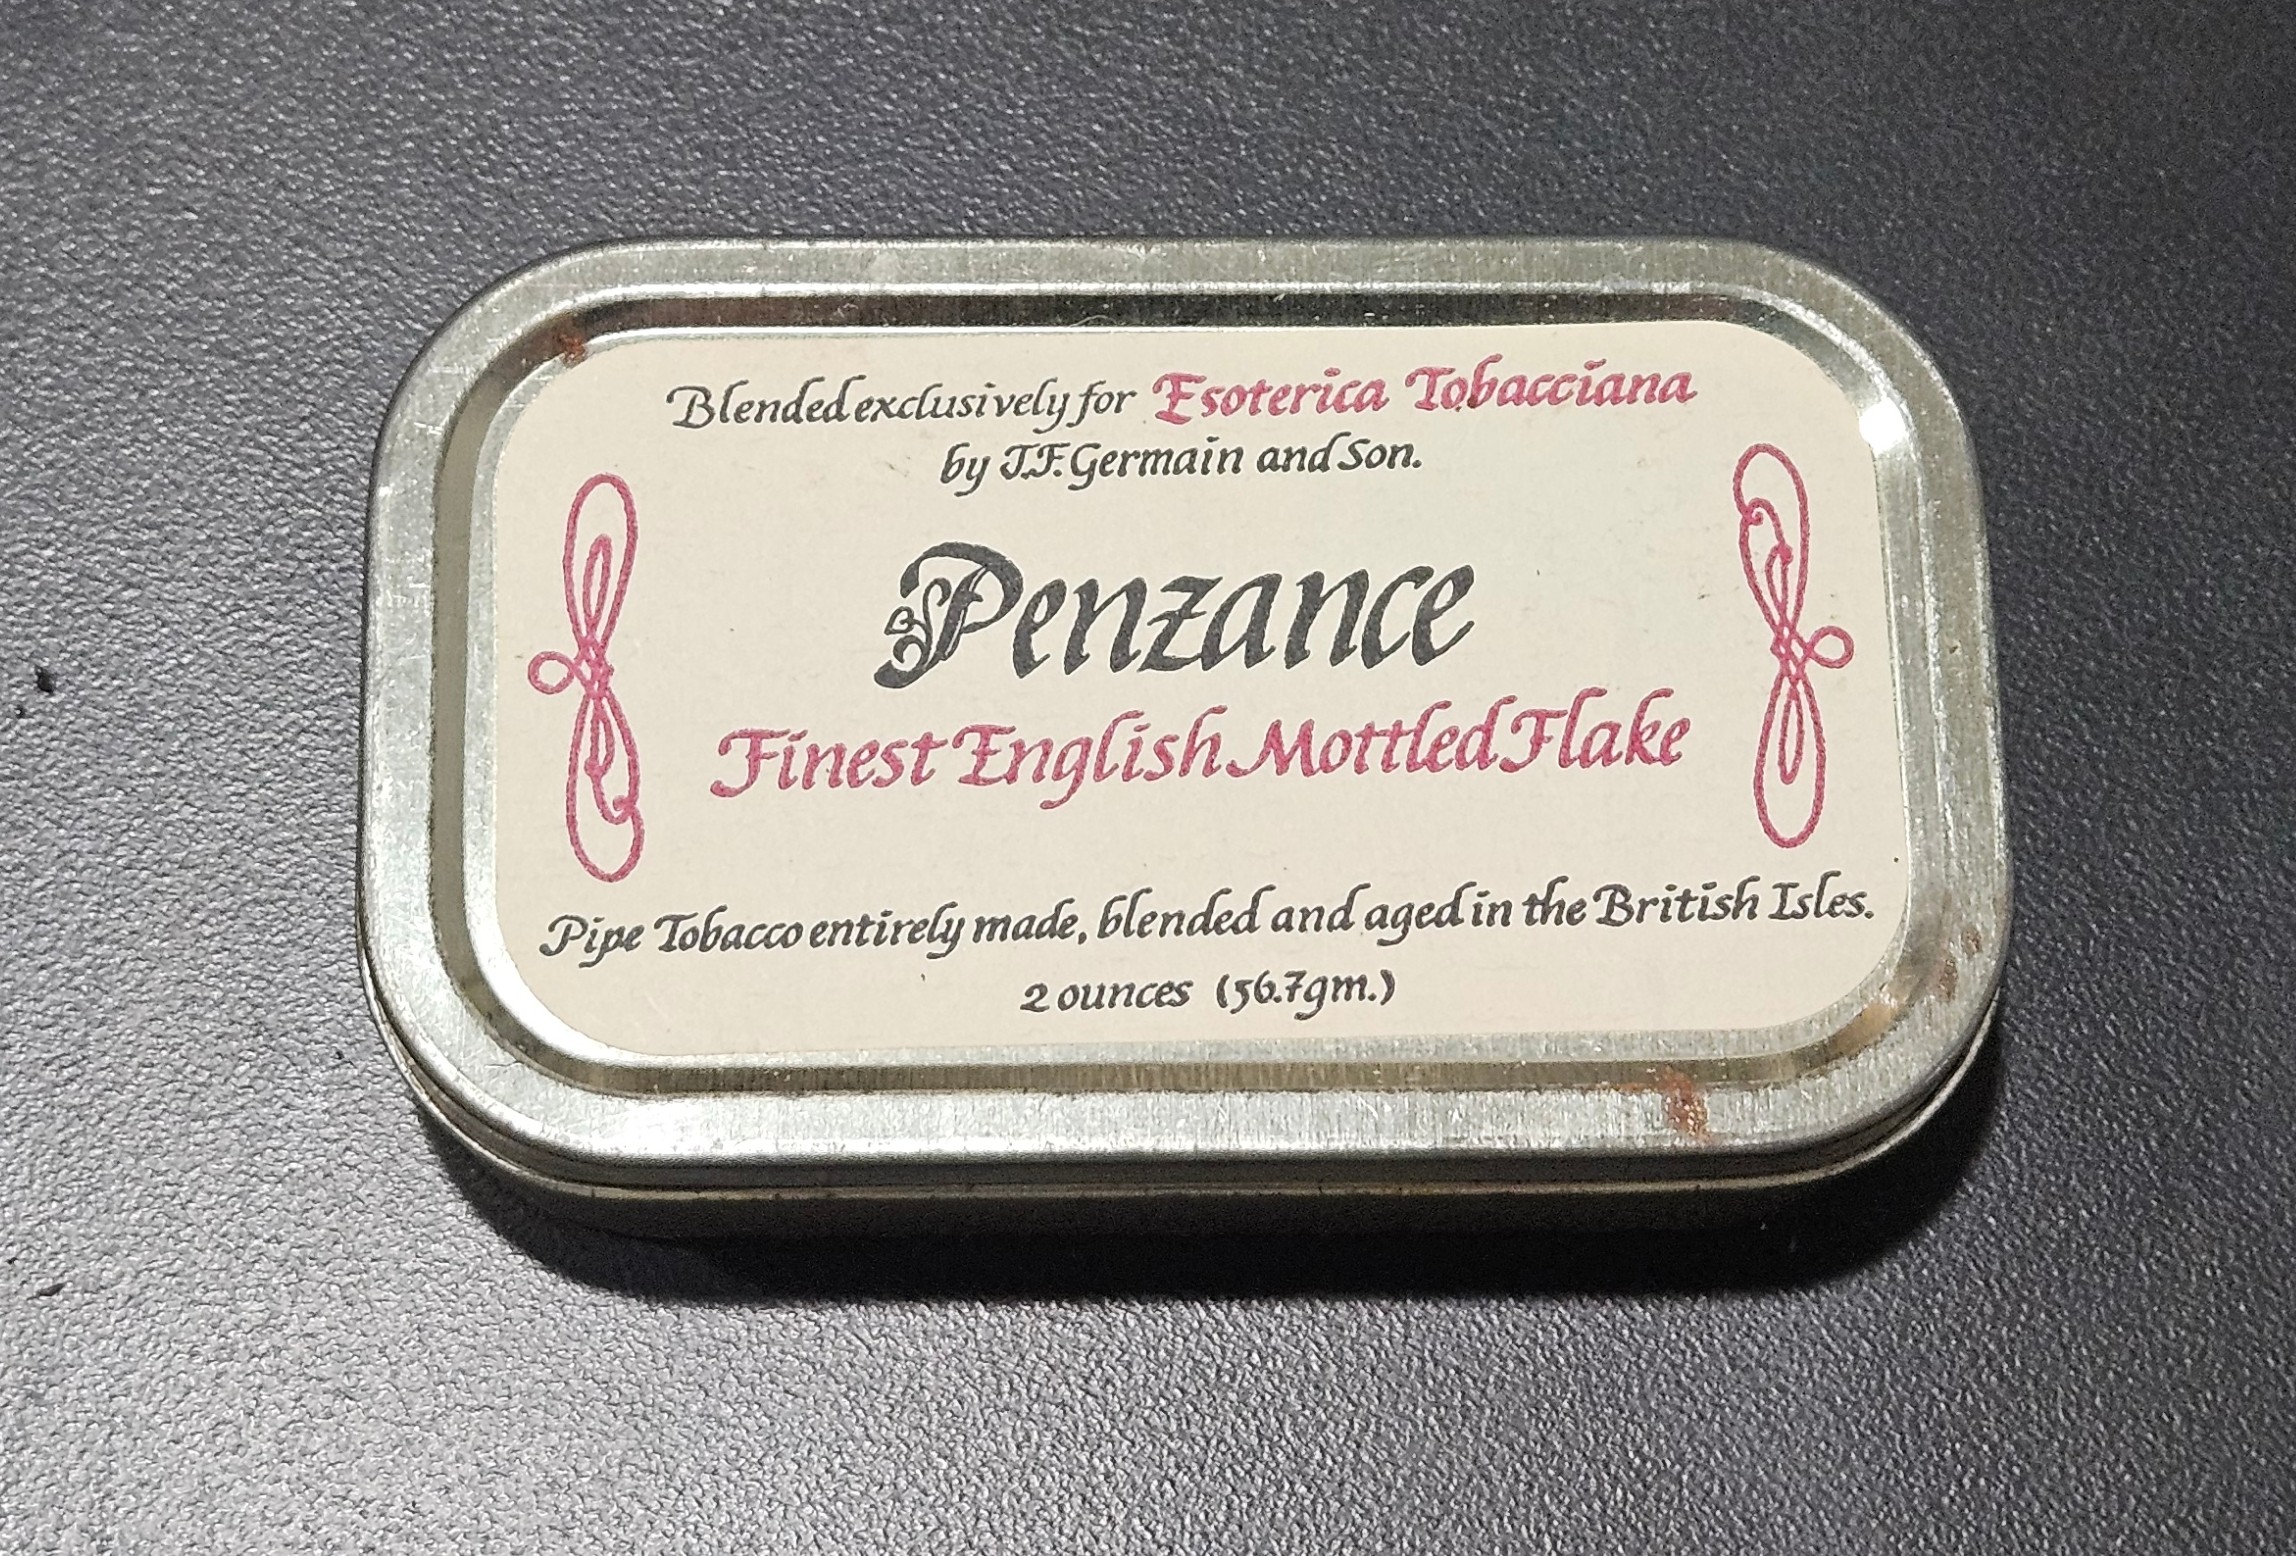 Blended exclusively for Esoterica Tobacciana
by J.F. Germain and Son.
Penzance
Finest English Mottled Flake
Pipe Tobacco entirely made, blended and aged in the British Isles.
2 ounces (56.7gm.)